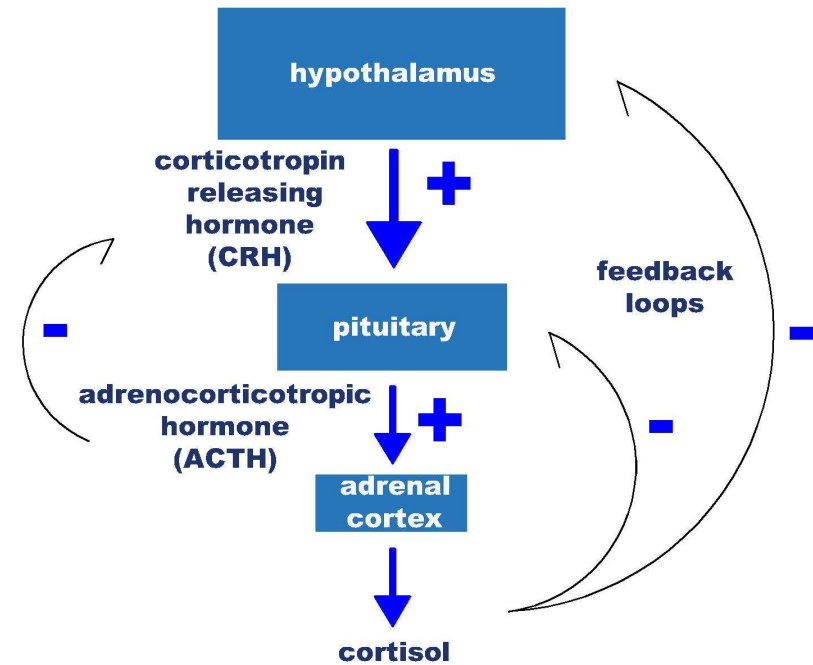 hypothalamus
corticotropin
releasing
hormone
(CRH)
+
feedback
loops
-
-
pituitary
adrenocorticotropic
hormone
(ACTH)
+
-
adrenal
cortex
cortisol